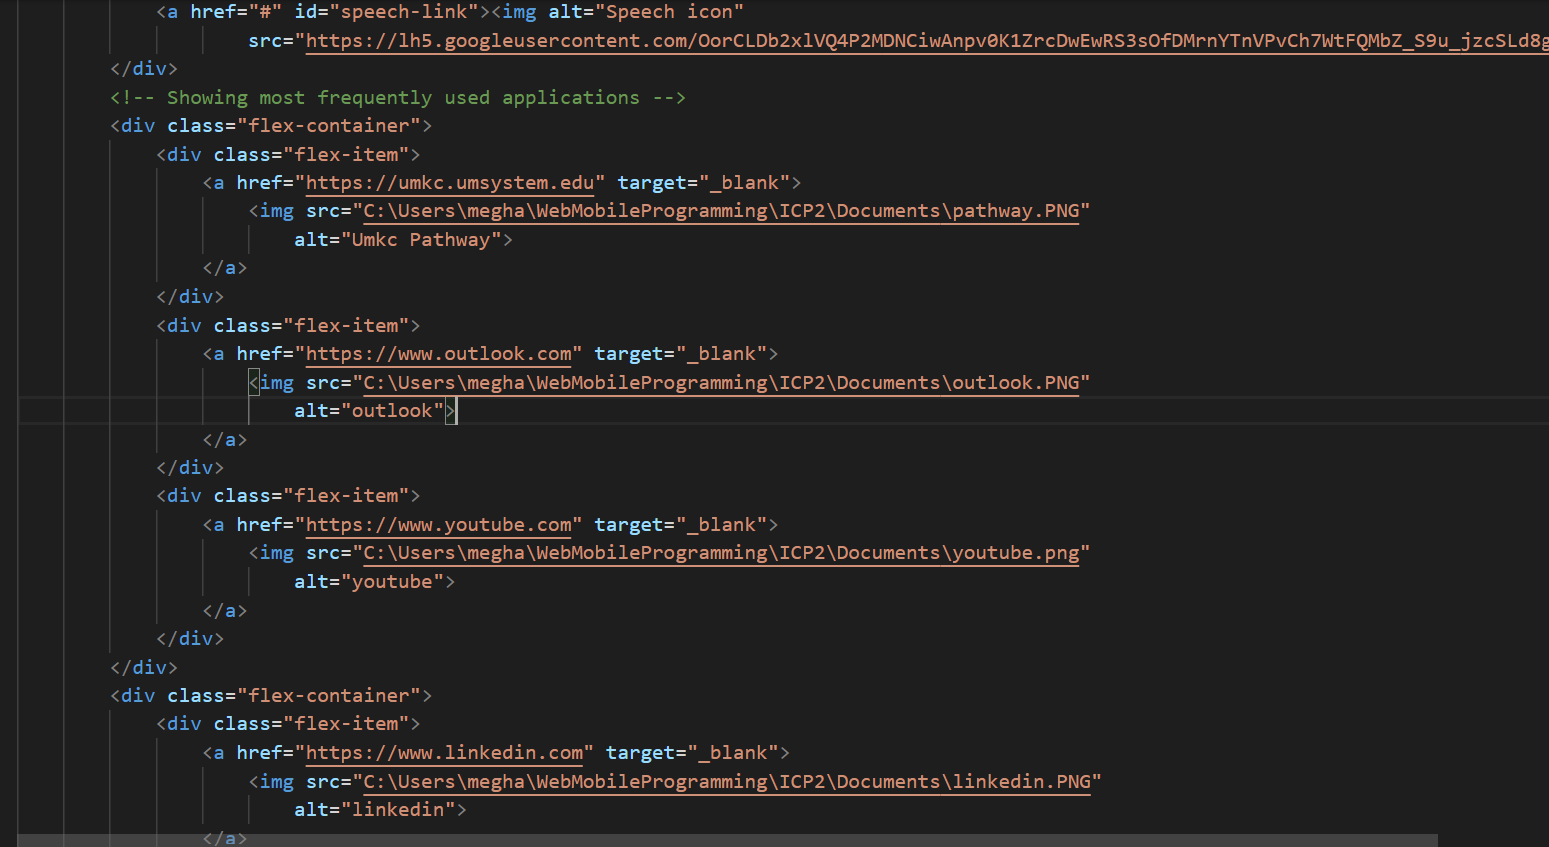 <a href="#" id="speech-link"><img alt="Speech icon"
src="https://lh5.googleusercontent.com/OorCLDb2xlVQ4P2MDNCiwAnpv0K1ZrcDwEwRS3sOfDMrnYTnVPvCh7WtFQMbZ_S9u_jzcSLd8g
</div>
<!-- Showing most frequently used applications -->
<div class="flex-container">
<div class="flex-item">
<a href="https://umkc.umsystem.edu" target="_blank">
<img src="C:\Users\megha\WebMobileProgramming\ICP2\Documents\pathway.PNG"
alt="Umkc Pathway">
</a>
</div>
<div class="flex-item">
<a href="https://www.outlook.com" target="_blank">
<img src="C:\Users\megha\WebMobileProgramming\ICP2\Documents\outlook.PNG"
alt="outlook">
</a>
</div>
<div class="flex-item">
<a href="https://www.youtube.com" target="_blank">
<img src="C:\Users\megha\WebMobileProgramming\ICP2\Documents\youtube.png"
alt="youtube">
</a>
</div>
</div>
<div class="flex-container">
<div class="flex-item">
<a href="https://www.linkedin.com" target="_blank">
<img src="C:\Users\megha\WebMobileProgramming\ICP2\Documents\linkedin.PNG"
alt="linkedin">
</a>